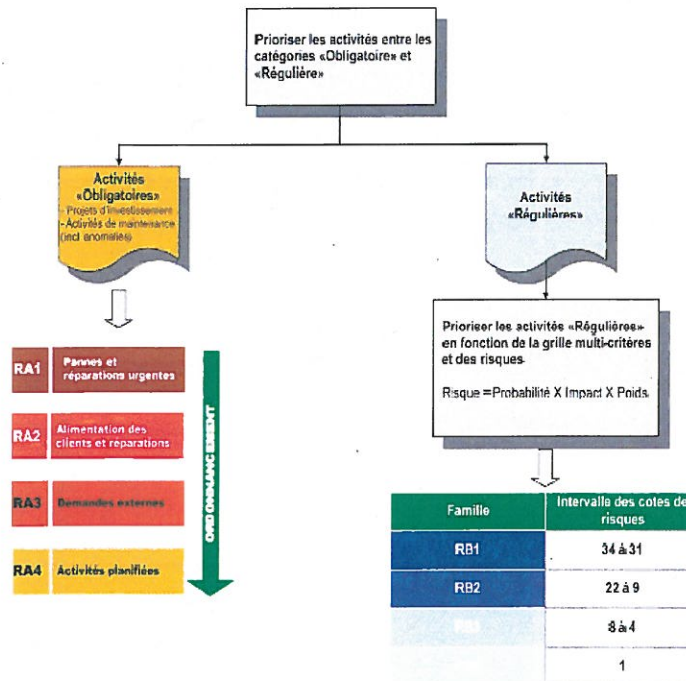 Prioriser les activités entre les
catégories «Obligatoire» et
«Régulière»
Activités
«Obligatoires»
- Projets d'investissement
- Activités de maintenance
(incl. anomalies)
Activités
«Régulières»
Prioriser les activités «Régulières»
en fonction de la grille multi-critères
et des risques
Risque =Probabilité X Impact X Poids
RA1 Pannes et
réparations urgentes
RA2 Alimentation des
clients et réparations
RA3 Demandes externes
RA4 Activités planifiées
ORDONNANCEMENT
Famille Intervalle des cotes de
risques
RB1 34 à 31
RB2 22 à 9
RB3 8 à 4
1